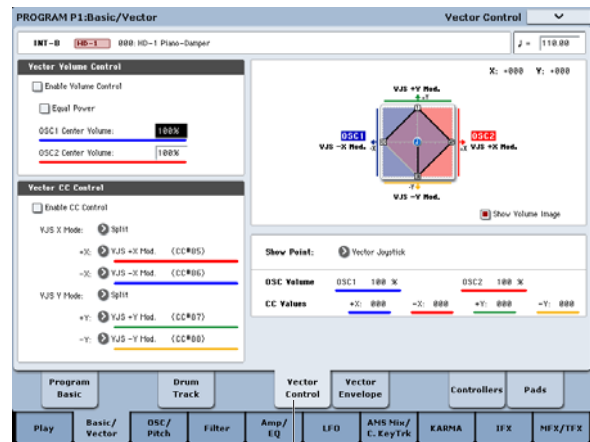 PROGRAM P1:Basic/Vector
Vector Control
INT-B HD-1 000: HD-1 Piano-Damper
♩ = 110.00
Vector Volume Control
Enable Volume Control
Equal Power
OSC1 Center Volume: 100%
OSC2 Center Volume: 100%
Vector CC Control
Enable CC Control
VJS X Mode: Split
+X: VJS +X Mod. (CC#85)
-X: VJS -X Mod. (CC#86)
VJS Y Mode: Split
+Y: VJS +Y Mod. (CC#87)
-Y: VJS -Y Mod. (CC#88)
X: +000 Y: +000
VJS +Y Mod.
+Y
OSC1
VJS -X Mod.
-X
OSC2
+X
VJS +X Mod.
-Y
VJS -Y Mod.
Show Volume Image
Show Point: Vector Joystick
OSC Volume OSC1 100 % OSC2 100 %
CC Values +X: 000 -X: 000 +Y: 000 -Y: 000
Program Basic
Drum Track
Vector Control
Vector Envelope
Controllers
Pads
Play
Basic/ Vector
OSC/ Pitch
Filter
Amp/ EQ
LFO
AMS Mix/ C. KeyTrk
KARMA
IFX
MFX/TFX